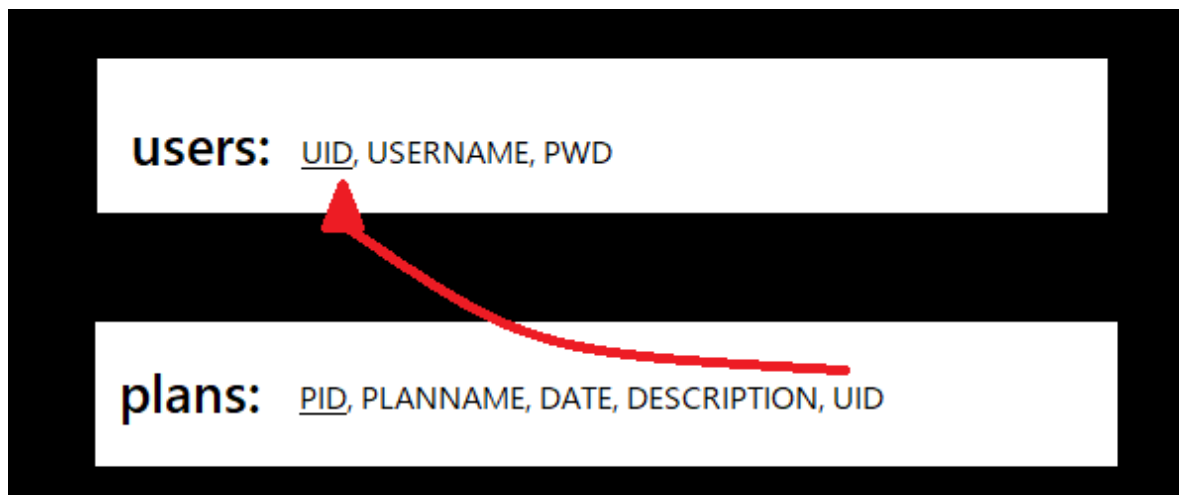 users: UID, USERNAME, PWD
plans: PID, PLANNAME, DATE, DESCRIPTION, UID